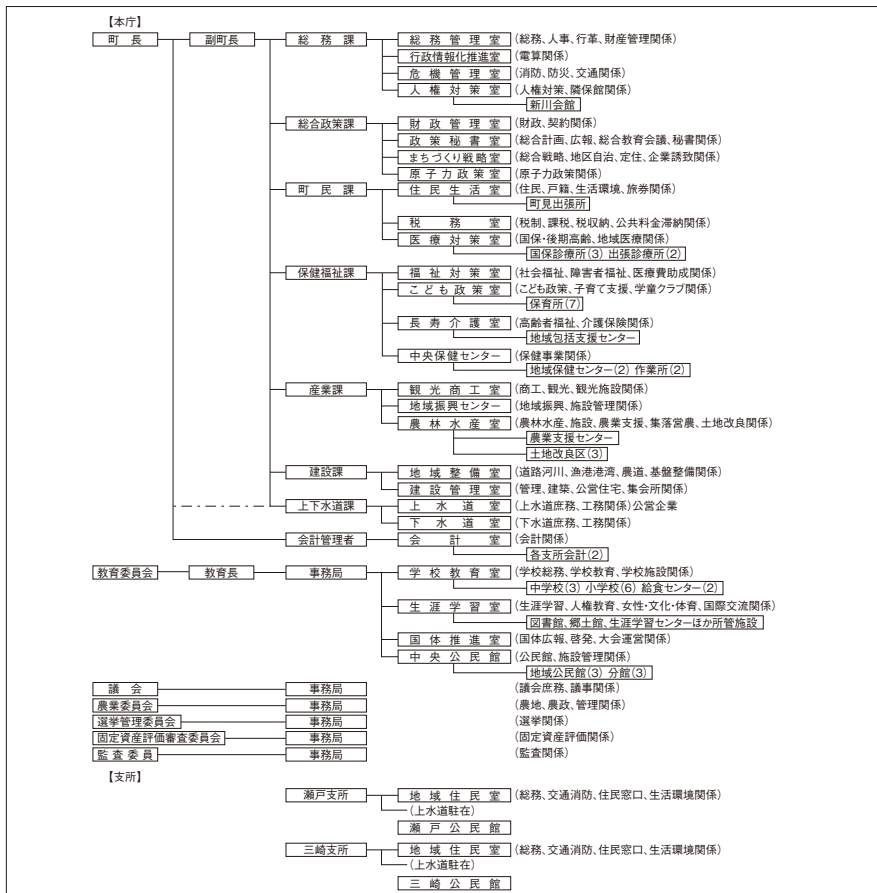 【本庁】
町長 副町長 総務課 総務管理室 (総務、人事、行革、財産管理関係)
行政情報化推進室 (電算関係)
危機管理室 (消防、防災、交通関係)
人権対策室 (人権対策、隣保館関係)
新川会館
総合政策課 財政管理室 (財政、契約関係)
政策秘書室 (総合計画、広報、総合教育会議、秘書関係)
まちづくり戦略室 (総合戦略、地区自治、定住、企業誘致関係)
原子力政策室 (原子力政策関係)
町民課 住民生活室 (住民、戸籍、生活環境、旅券関係)
町見出張所
税務室 (税制、課税、税収納、公共料金滞納関係)
医療対策室 (国保・後期高齢、地域医療関係)
国保診療所(3) 出張診療所(2)
保健福祉課 福祉対策室 (社会福祉、障害者福祉、医療費助成関係)
こども政策室 (こども政策、子育て支援、学童クラブ関係)
保育所(7)
長寿介護室 (高齢者福祉、介護保険関係)
地域包括支援センター
中央保健センター (保健事業関係)
地域保健センター(2) 作業所(2)
産業課 観光商工室 (商工、観光、観光施設関係)
地域振興センター (地域振興、施設管理関係)
農林水産室 (農林水産、施設、農業支援、集落営農、土地改良関係)
農業支援センター
土地改良区(3)
建設課 地域整備室 (道路河川、漁港港湾、農道、基盤整備関係)
建設管理室 (管理、建築、公営住宅、集会所関係)
上下水道課 上水道室 (上水道庶務、工務関係)公営企業
下水道室 (下水道庶務、工務関係)
会計管理者 会計室 (会計関係)
各支所会計(2)
教育委員会 教育長 事務局 学校教育室 (学校総務、学校教育、学校施設関係)
中学校(3) 小学校(6) 給食センター(2)
生涯学習室 (生涯学習、人権教育、女性・文化・体育、国際交流関係)
図書館、郷土館、生涯学習センターほか所管施設
国体推進室 (国体広報、啓発、大会運営関係)
中央公民館 (公民館、施設管理関係)
地域公民館(3) 分館(3)
議会 事務局 (議会庶務、議事関係)
農業委員会 事務局 (農地、農政、管理関係)
選挙管理委員会 事務局 (選挙関係)
固定資産評価審査委員会 事務局 (固定資産評価関係)
監査委員 事務局 (監査関係)
【支所】
瀬戸支所 地域住民室 (総務、交通消防、住民窓口、生活環境関係)
(上水道駐在)
瀬戸公民館
三崎支所 地域住民室 (総務、交通消防、住民窓口、生活環境関係)
(上水道駐在)
三崎公民館